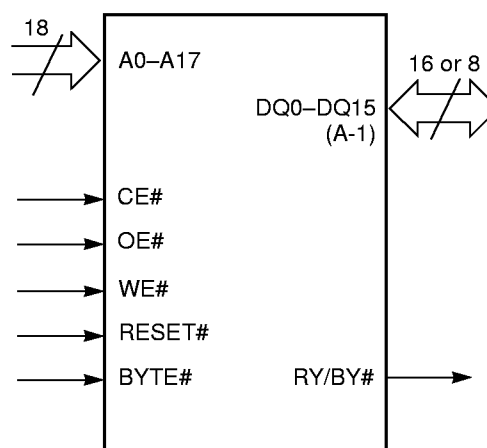 18
A0–A17
16 or 8
DQ0–DQ15
(A-1)
CE#
OE#
WE#
RESET#
BYTE#
RY/BY#